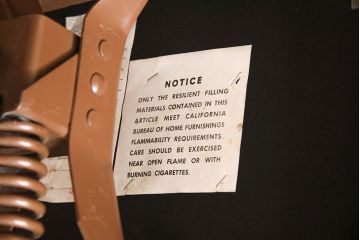 NOTICE
ONLY THE RESILIENT FILLING
MATERIALS CONTAINED IN THIS
ARTICLE MEET CALIFORNIA
BUREAU OF HOME FURNISHINGS
FLAMMABILITY REQUIREMENTS.
CARE SHOULD BE EXERCISED
NEAR OPEN FLAME OR WITH
BURNING CIGARETTES.